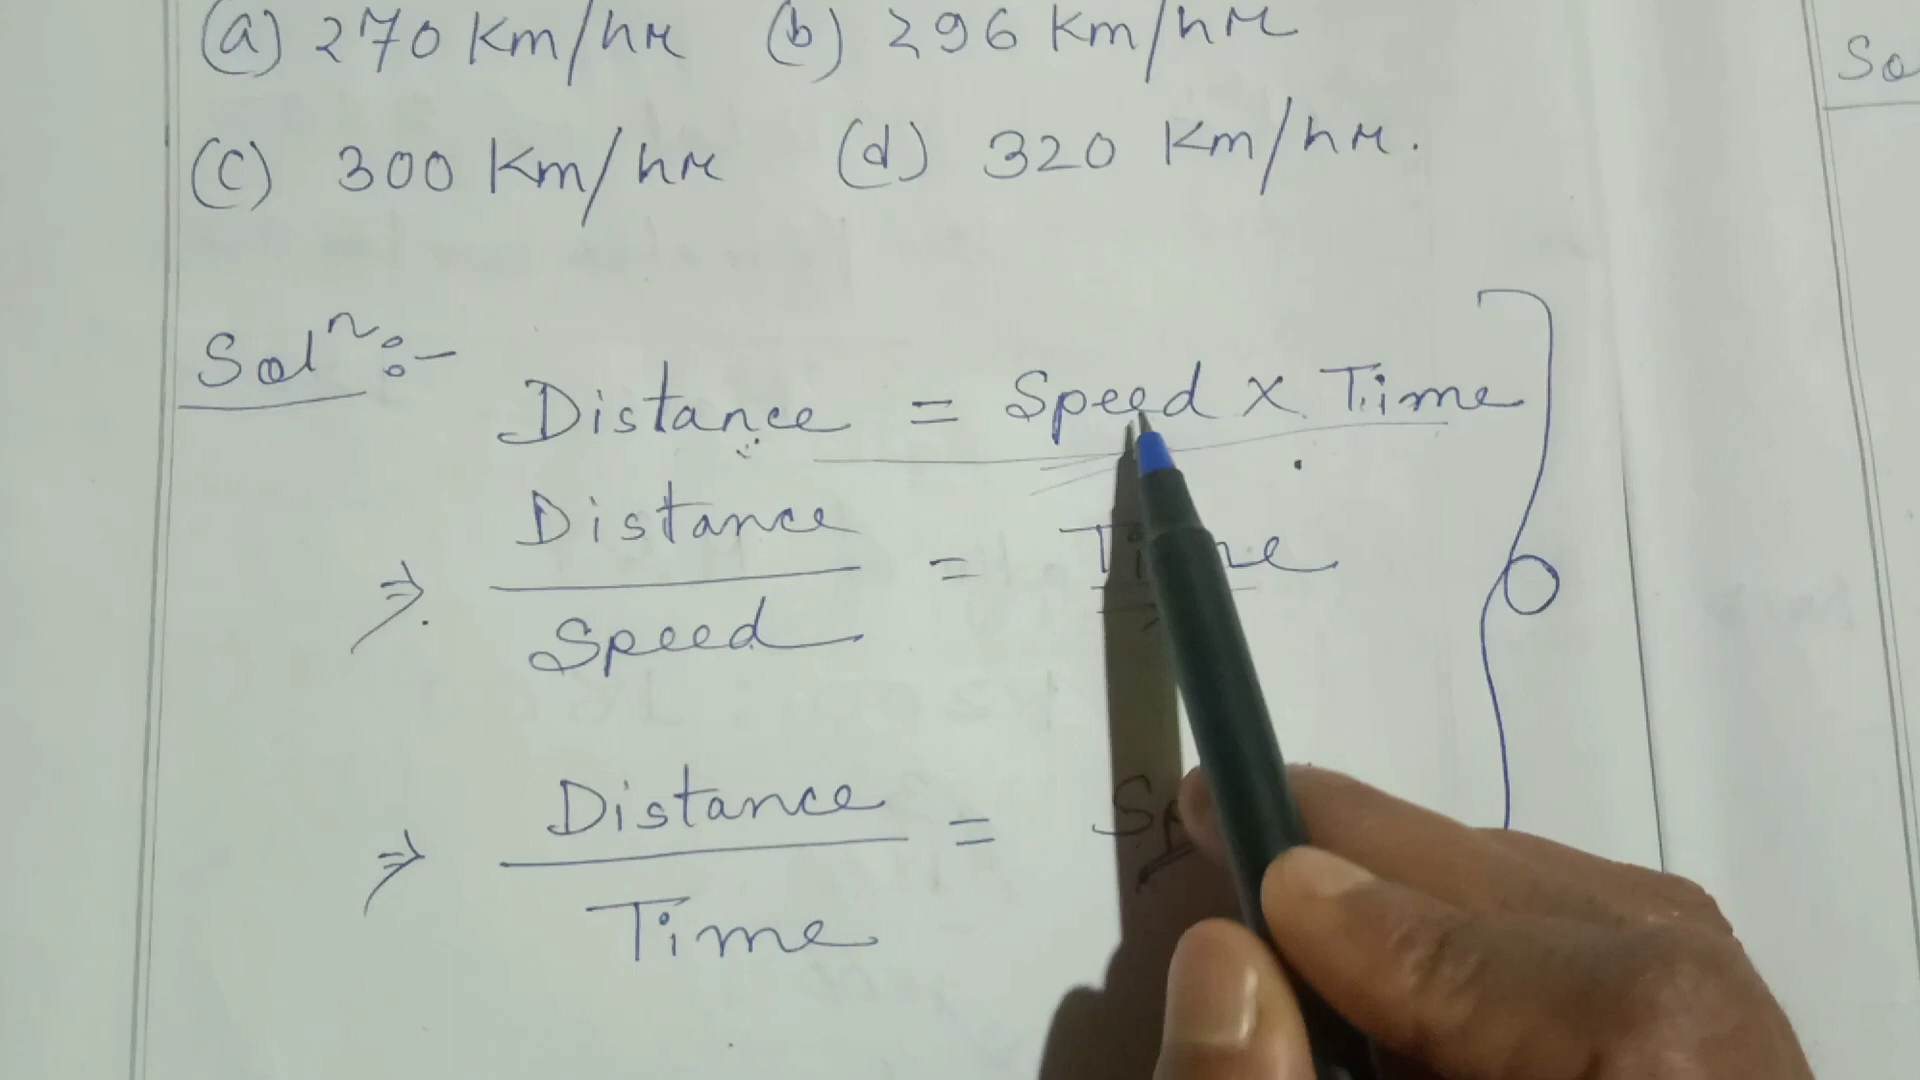 (a) 270 Km/hr (b) 296 Km/hr
(c) 300 Km/hr (d) 320 Km/hr.
Solⁿ :- Distance = Speed × Time
⇒ Distance / Speed = Time
⇒ Distance / Time =
So